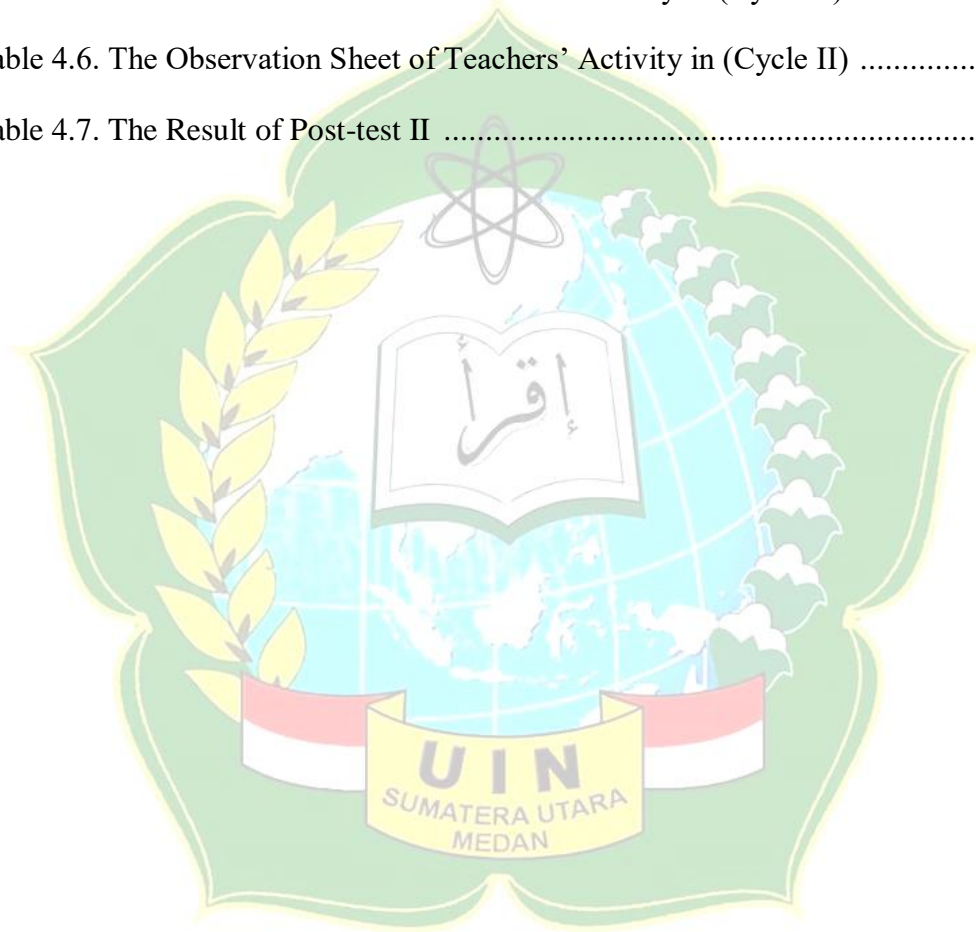 able 4.6. The Observation Sheet of Teachers’ Activity in (Cycle II) ..............
able 4.7. The Result of Post-test II ................................................................
إقرأ
UIN
SUMATERA UTARA
MEDAN